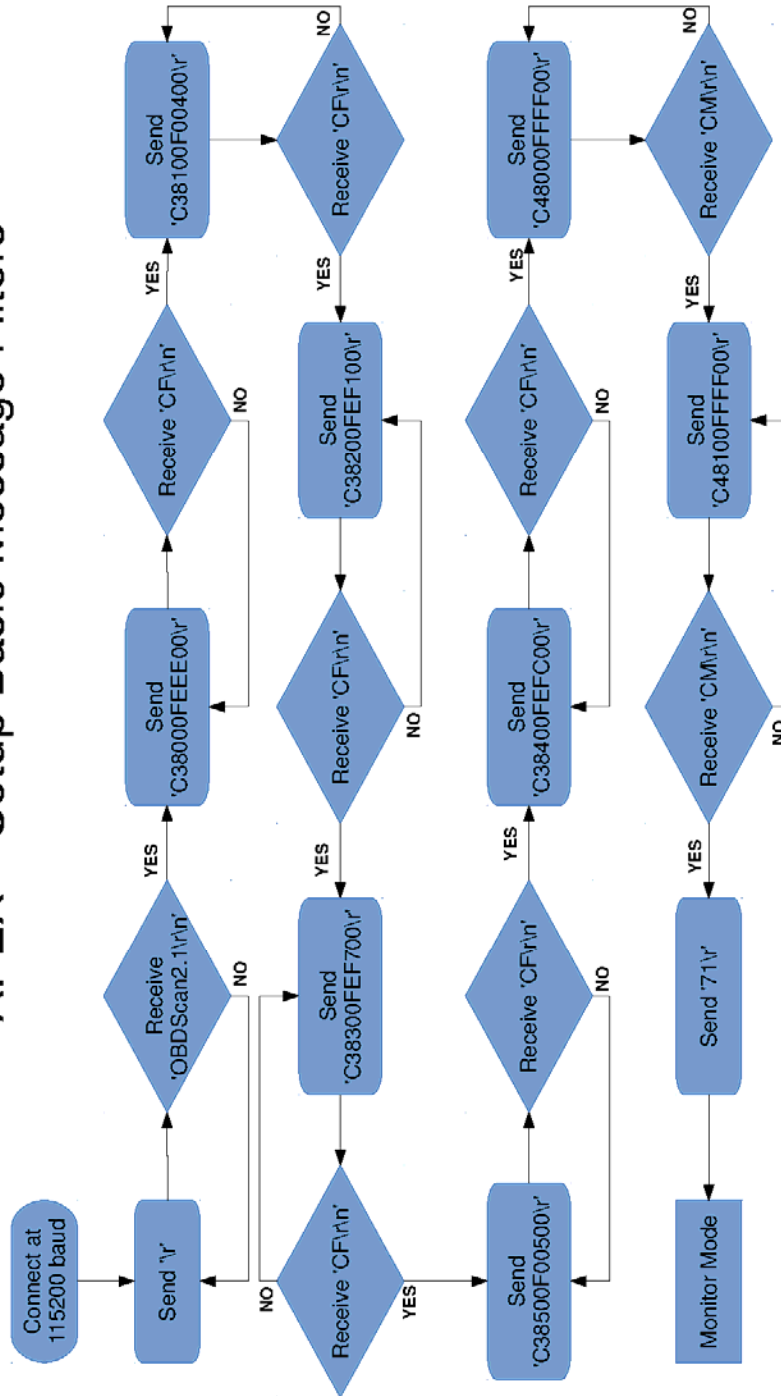 Connect at
115200 baud
Send '\r'
Receive
'OBDScan2.1\r\n'
NO
YES
Send
'C38000FEEE00\r'
Receive 'CF\r\n'
NO
YES
Send
'C38100F00400\r'
Receive 'CF\r\n'
NO
YES
Send
'C38200FEF100\r'
Receive 'CF\r\n'
NO
YES
Send
'C38300FEF700\r'
Receive 'CF\r\n'
NO
YES
Send
'C38500F00500\r'
Receive 'CF\r\n'
NO
YES
Send
'C38400FEFC00\r'
Receive 'CF\r\n'
NO
YES
Send
'C48000FFFF00\r'
Receive 'CM\r\n'
NO
YES
Send
'C48100FFFF00\r'
Receive 'CM\r\n'
NO
YES
Send '71\r'
Monitor Mode